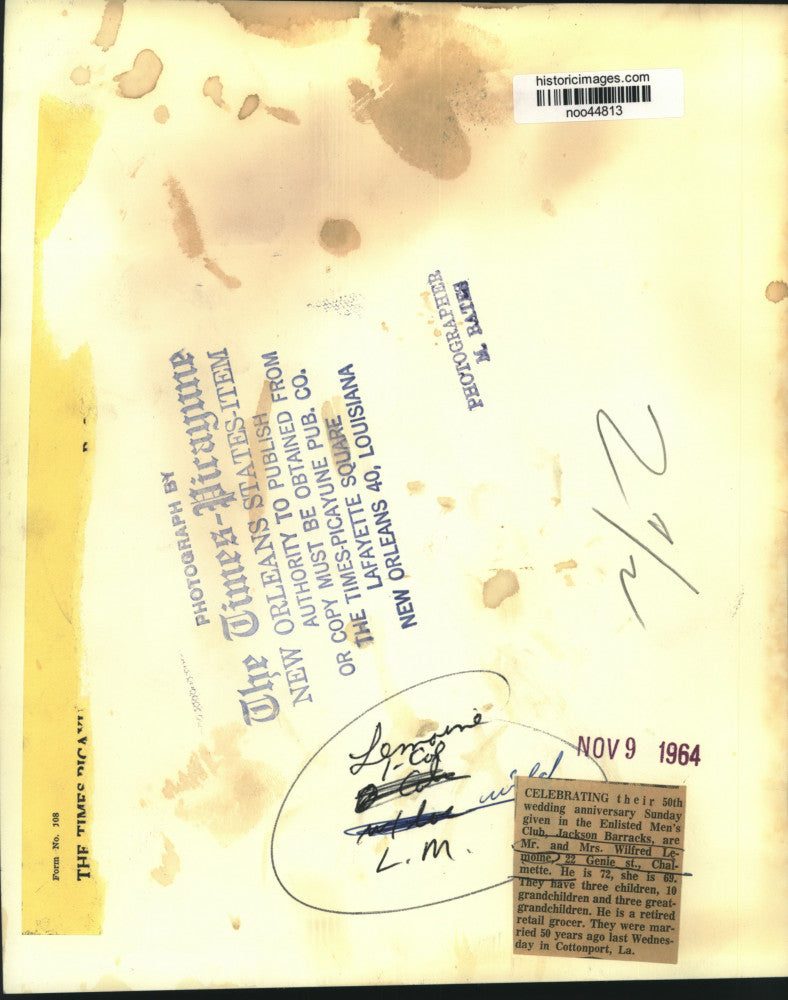 historicimages.com
noo44813
PHOTOGRAPHER
M. BATES
PHOTOGRAPH BY
The Times-Picayune
NEW ORLEANS STATES-ITEM
AUTHORITY TO PUBLISH
OR COPY MUST BE OBTAINED FROM
THE TIMES-PICAYUNE PUB. CO.
LAFAYETTE SQUARE
NEW ORLEANS 40, LOUISIANA
Lemoine
1-Col
L.M.
NOV 9 1964
CELEBRATING their 50th
wedding anniversary Sunday
given in the Enlisted Men's
Club, Jackson Barracks, are
Mr. and Mrs. Wilfred Le-
moine, 22 Genie st., Chal-
mette. He is 72, she is 69.
They have three children, 10
grandchildren and three great-
grandchildren. He is a retired
retail grocer. They were mar-
ried 50 years ago last Wednes-
day in Cottonport, La.
Form No. 108
THE TIMES PICAYU